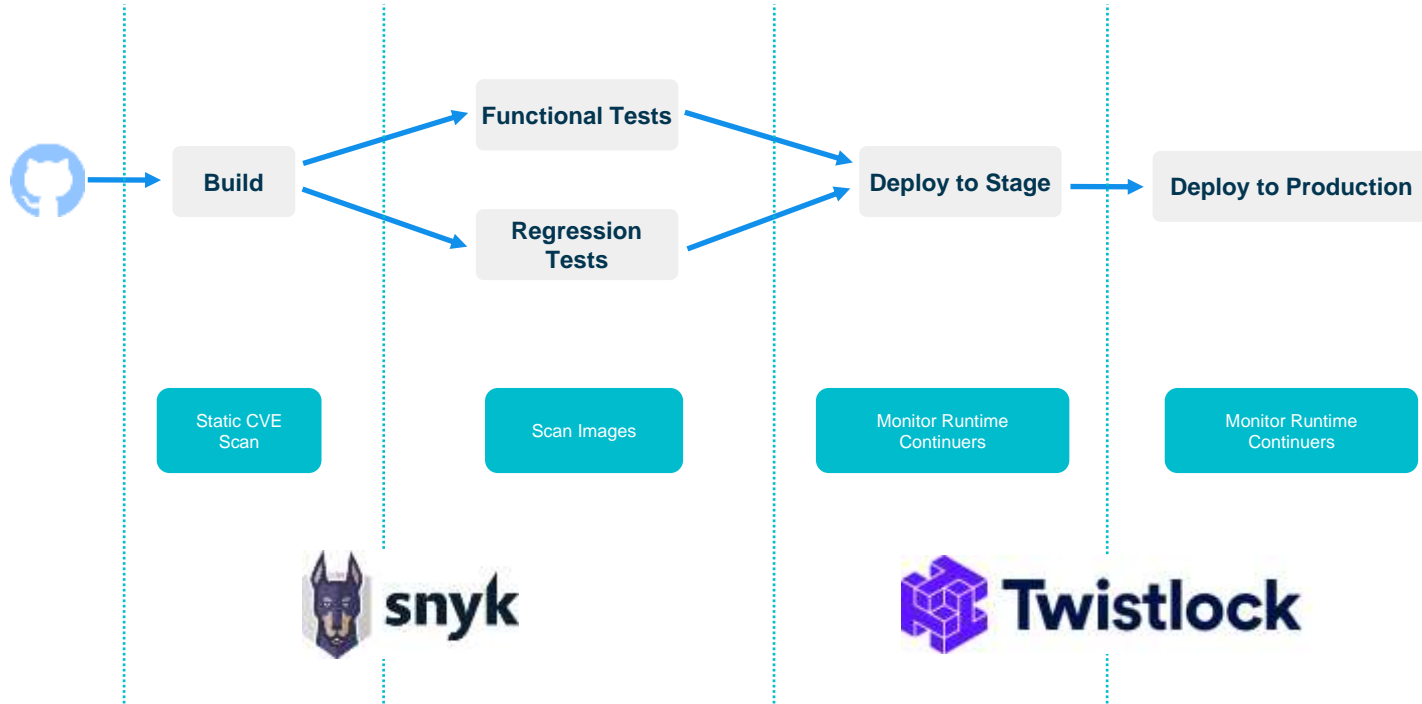 Functional Tests
Build
Regression
Tests
Deploy to Stage
Deploy to Production
Static CVE
Scan
Scan Images
Monitor Runtime
Continuers
Monitor Runtime
Continuers
snyk
Twistlock